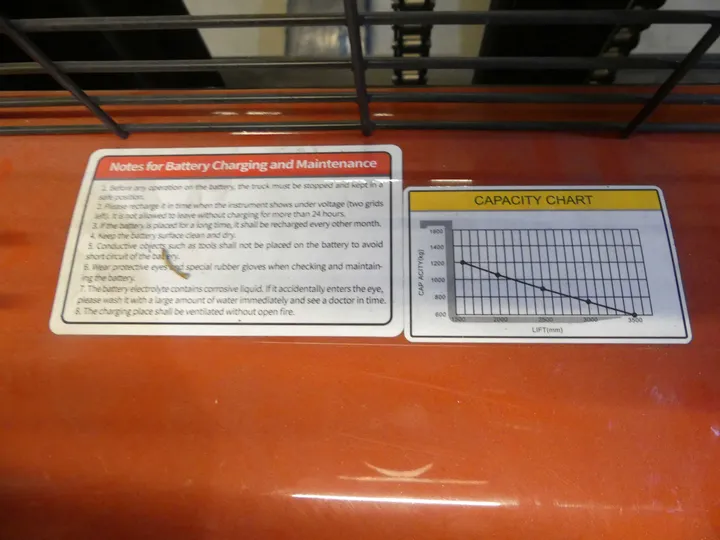 Notes for Battery Charging and Maintenance
1. Before any operation on the battery, the truck must be stopped and kept in a
safe position.
2. Please recharge it in time when the instrument shows under voltage (two grids
left). It is not allowed to leave without charging for more than 24 hours.
3. If the battery is placed for a long time, it shall be recharged every other month.
4. Keep the battery surface clean and dry.
5. Conductive objects such as tools shall not be placed on the battery to avoid
short circuit of the battery.
6. Wear protective eyes and special rubber gloves when checking and maintain-
ing the battery.
7. The battery electrolyte contains corrosive liquid. If it accidentally enters the eye,
please wash it with a large amount of water immediately and see a doctor in time.
8. The charging place shall be ventilated without open fire.
CAPACITY CHART
CAPACITY(kg)
1600
1400
1200
1000
800
600
1500 2000 2500 3000 3500
LIFT(mm)